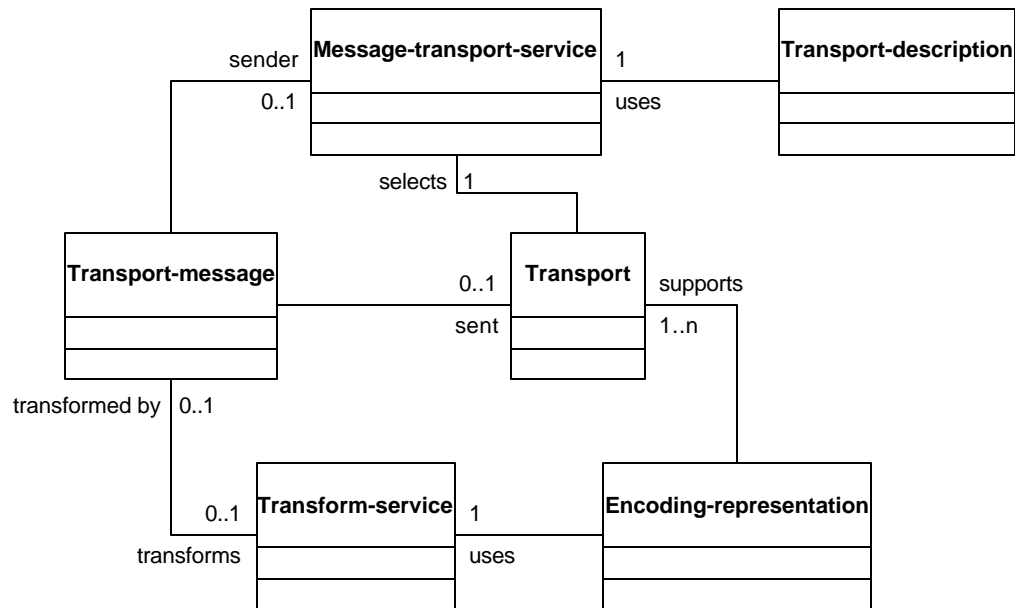 Message-transport-service
Transport-description
sender
1
0..1
uses
selects
1
Transport-message
Transport
0..1
supports
sent
1..n
transformed by
0..1
Transform-service
Encoding-representation
0..1
1
transforms
uses